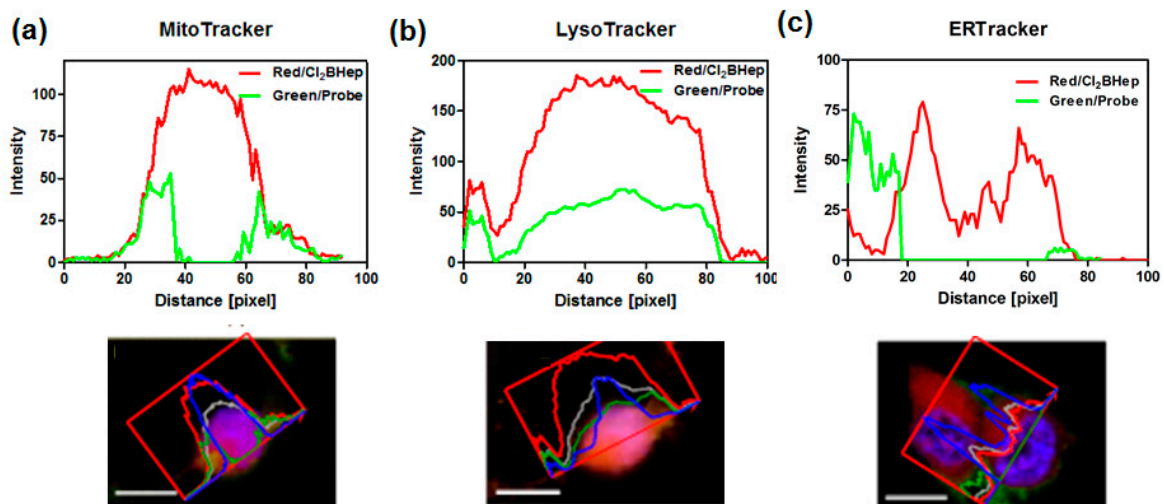 (a)
MitoTracker
Red/Cl₂BHep
Green/Probe
Intensity
100
75
50
25
0
0 20 40 60 80 100
Distance [pixel]
(b)
LysoTracker
Red/Cl₂BHep
Green/Probe
Intensity
200
150
100
50
0
0 20 40 60 80 100
Distance [pixel]
(c)
ERTracker
Red/Cl₂BHep
Green/Probe
Intensity
100
75
50
25
0
0 20 40 60 80 100
Distance [pixel]